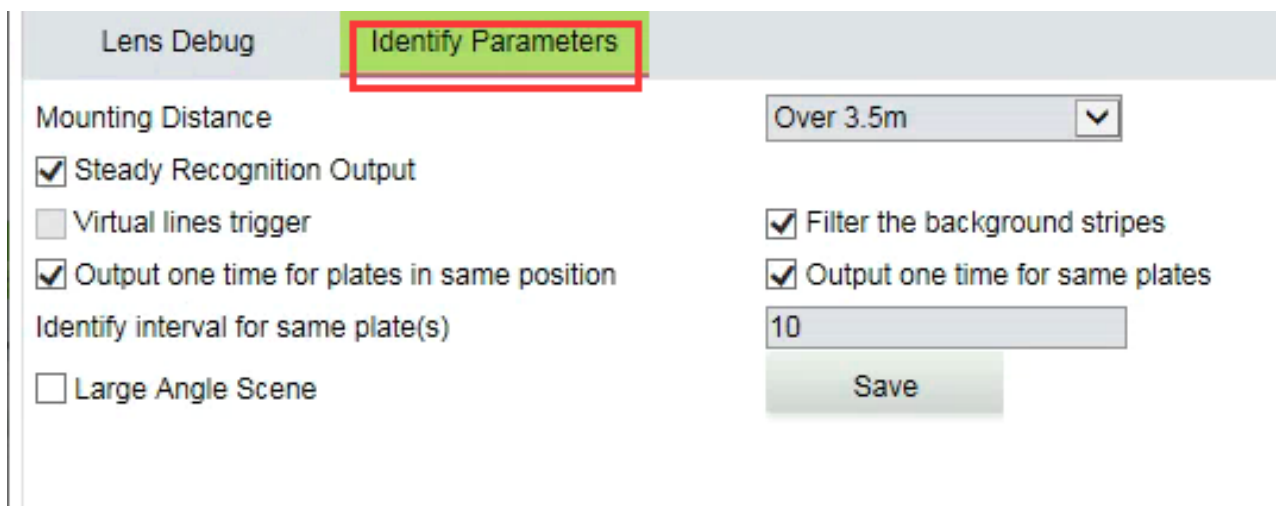 Lens Debug Identify Parameters
Mounting Distance Over 3.5m
Steady Recognition Output
Virtual lines trigger Filter the background stripes
Output one time for plates in same position Output one time for same plates
Identify interval for same plate(s) 10
Large Angle Scene Save